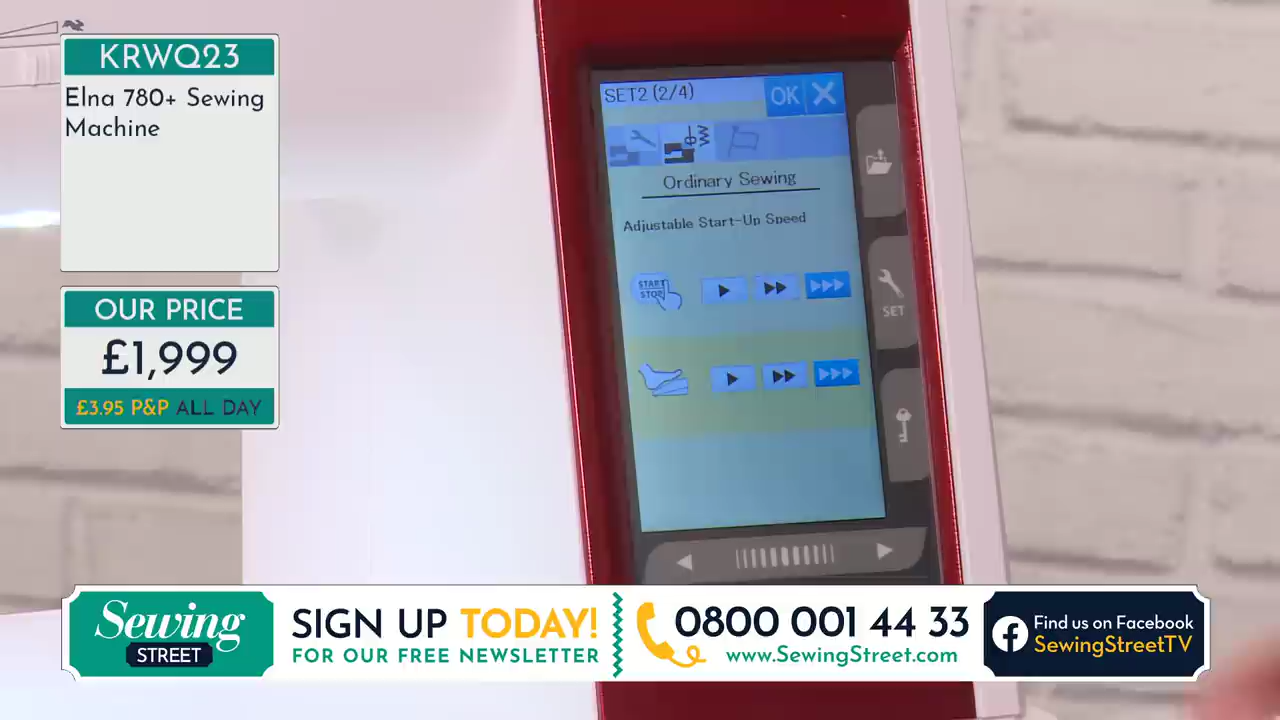 KRWQ23
Elna 780+ Sewing
Machine
OUR PRICE
£1,999
£3.95 P&P ALL DAY
SET2 (2/4)
OK
Ordinary Sewing
Adjustable Start-Up Speed
START
STOP
SET
Sewing
STREET
SIGN UP TODAY!
FOR OUR FREE NEWSLETTER
0800 001 44 33
www.SewingStreet.com
Find us on Facebook
SewingStreetTV